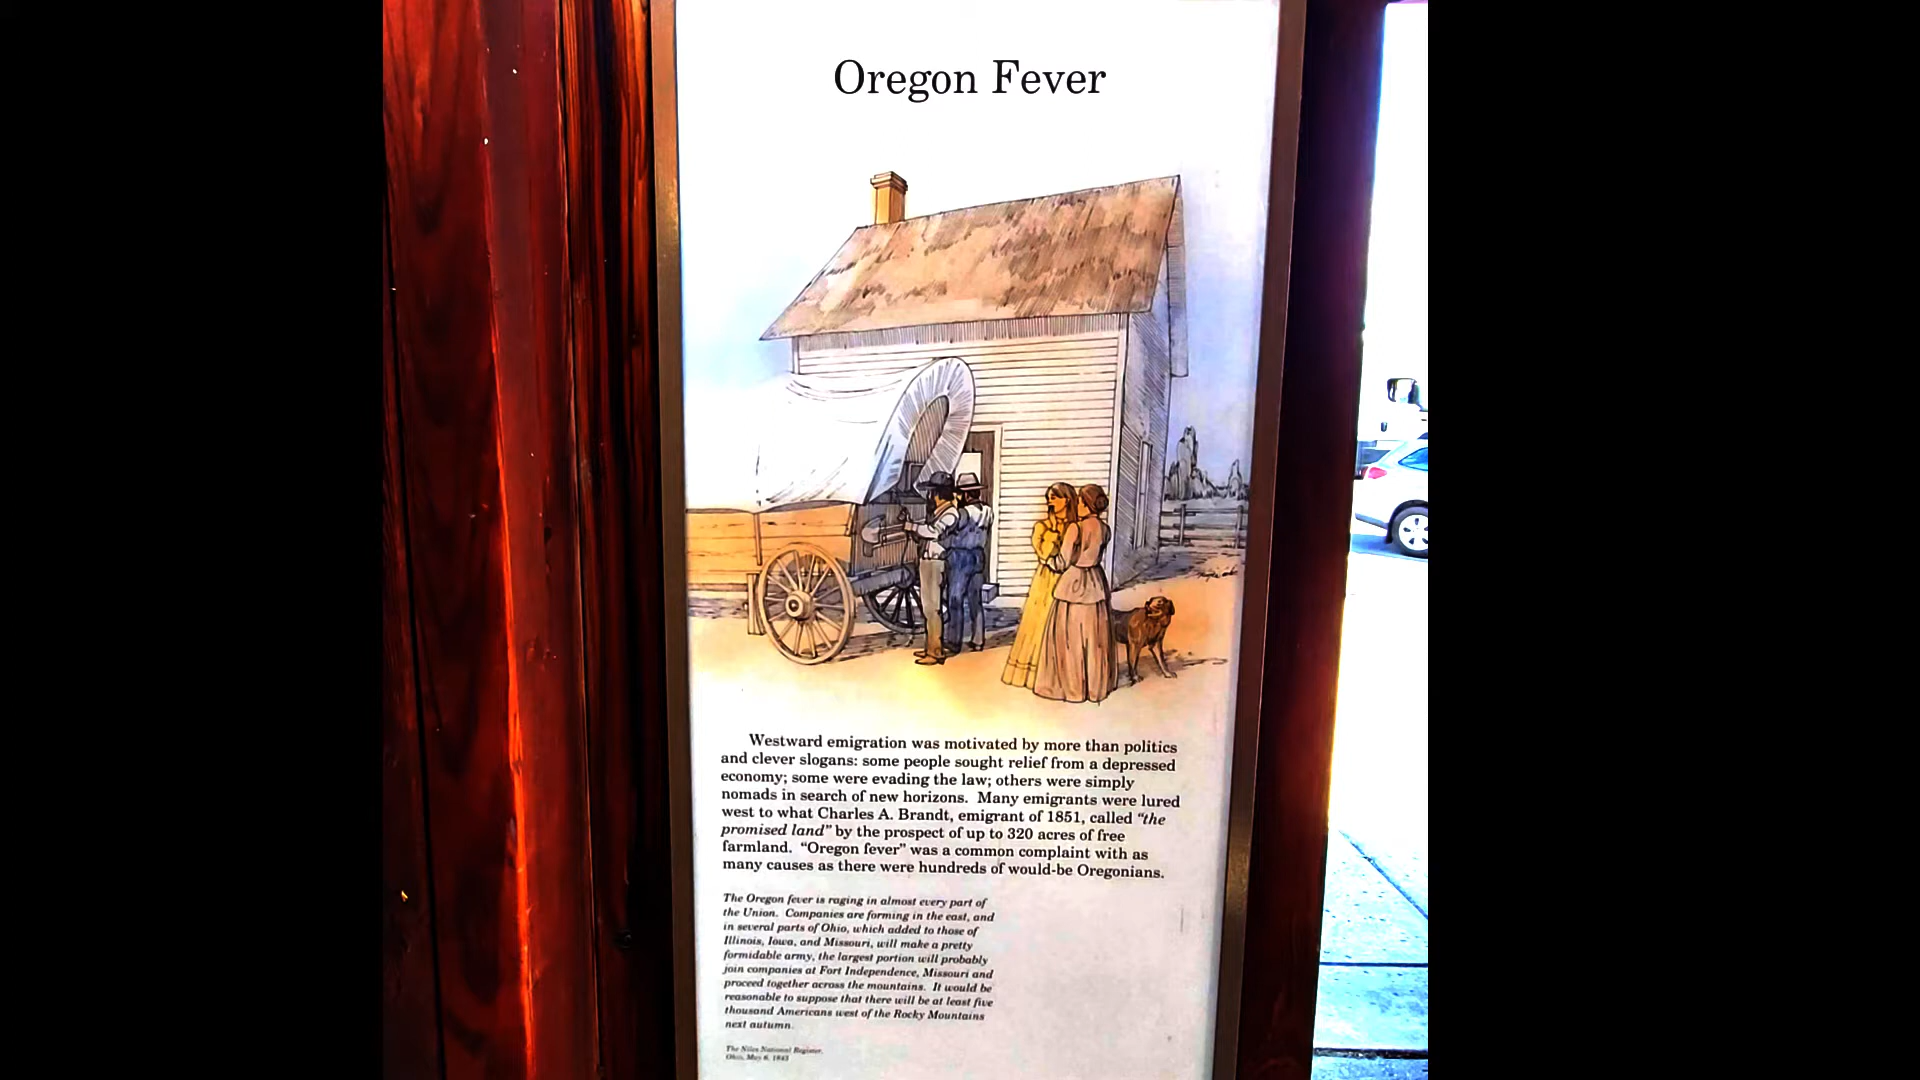 Oregon Fever
Westward emigration was motivated by more than politics
and clever slogans: some people sought relief from a depressed
economy; some were evading the law; others were simply
nomads in search of new horizons. Many emigrants were lured
west to what Charles A. Brandt, emigrant of 1851, called “the
promised land” by the prospect of up to 320 acres of free
farmland. “Oregon fever” was a common complaint with as
many causes as there were hundreds of would-be Oregonians.
The Oregon fever is raging in almost every part of
the Union. Companies are forming in the east, and
in several parts of Ohio, which added to those of
Illinois, Iowa, and Missouri, will make a pretty
formidable army, the largest portion will probably
join companies at Fort Independence, Missouri and
proceed together across the mountains. It would be
reasonable to suppose that there will be at least five
thousand Americans west of the Rocky Mountains
next autumn.
The Niles National Register,
Ohio, May 6, 1843